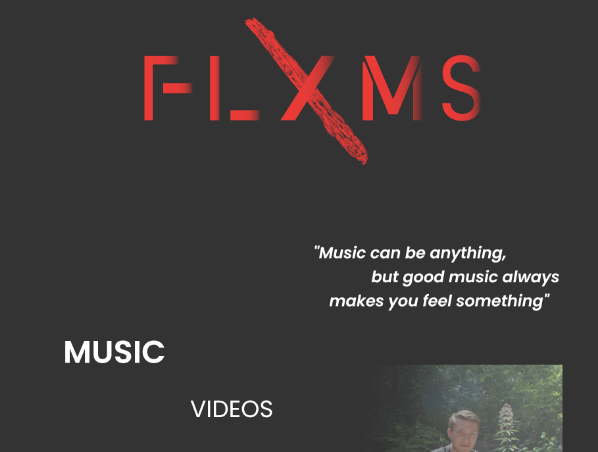 FLXMS
"Music can be anything,
but good music always
makes you feel something"
MUSIC
VIDEOS